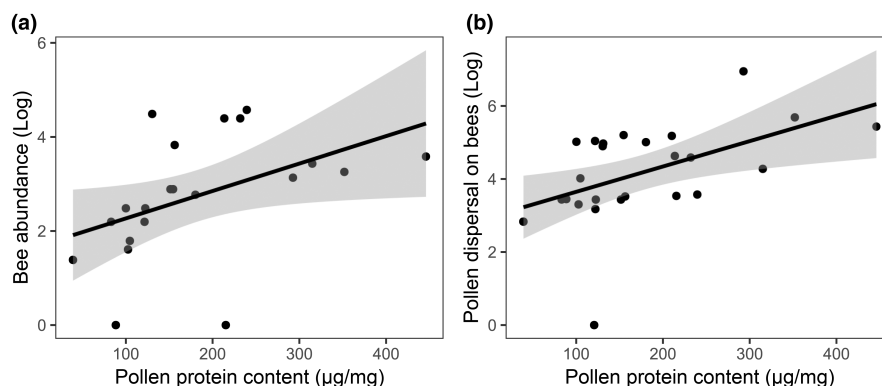 (a)
Bee abundance (Log)
6
4
2
0
100 200 300 400
Pollen protein content (µg/mg)
(b)
Pollen dispersal on bees (Log)
6
4
2
0
100 200 300 400
Pollen protein content (µg/mg)